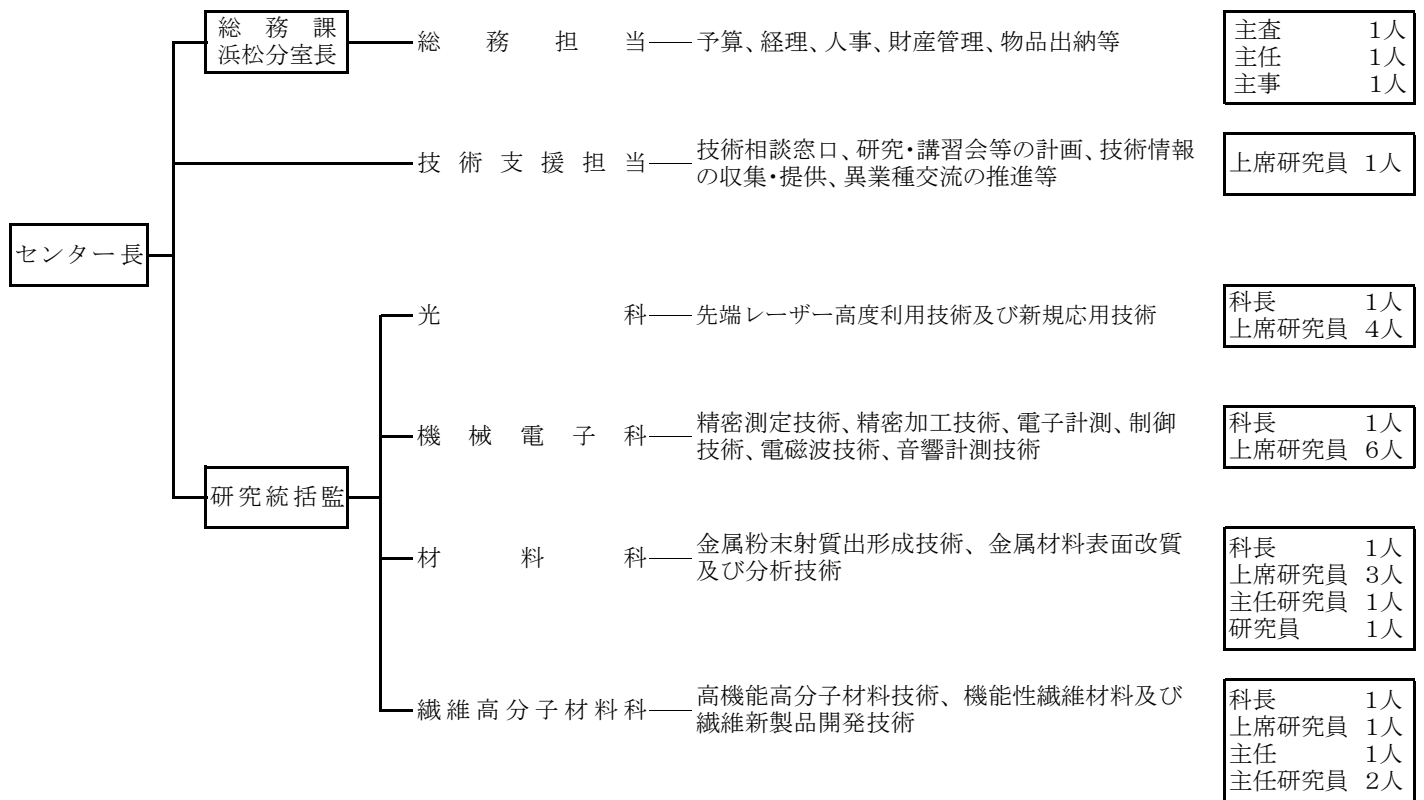 総務課
浜松分室長
総務担当
予算、経理、人事、財産管理、物品出納等
主査 1人
主任 1人
主事 1人
技術支援担当
技術相談窓口、研究・講習会等の計画、技術情報
の収集・提供、異業種交流の推進等
上席研究員 1人
センター長
光科
先端レーザー高度利用技術及び新規応用技術
科長 1人
上席研究員 4人
機械電子科
精密測定技術、精密加工技術、電子計測、制御
技術、電磁波技術、音響計測技術
科長 1人
上席研究員 6人
研究統括監
材料科
金属粉末射質出形成技術、金属材料表面改質
及び分析技術
科長 1人
上席研究員 3人
主任研究員 1人
研究員 1人
繊維高分子材料科
高機能高分子材料技術、機能性繊維材料及び
繊維新製品開発技術
科長 1人
上席研究員 1人
主任 1人
主任研究員 2人